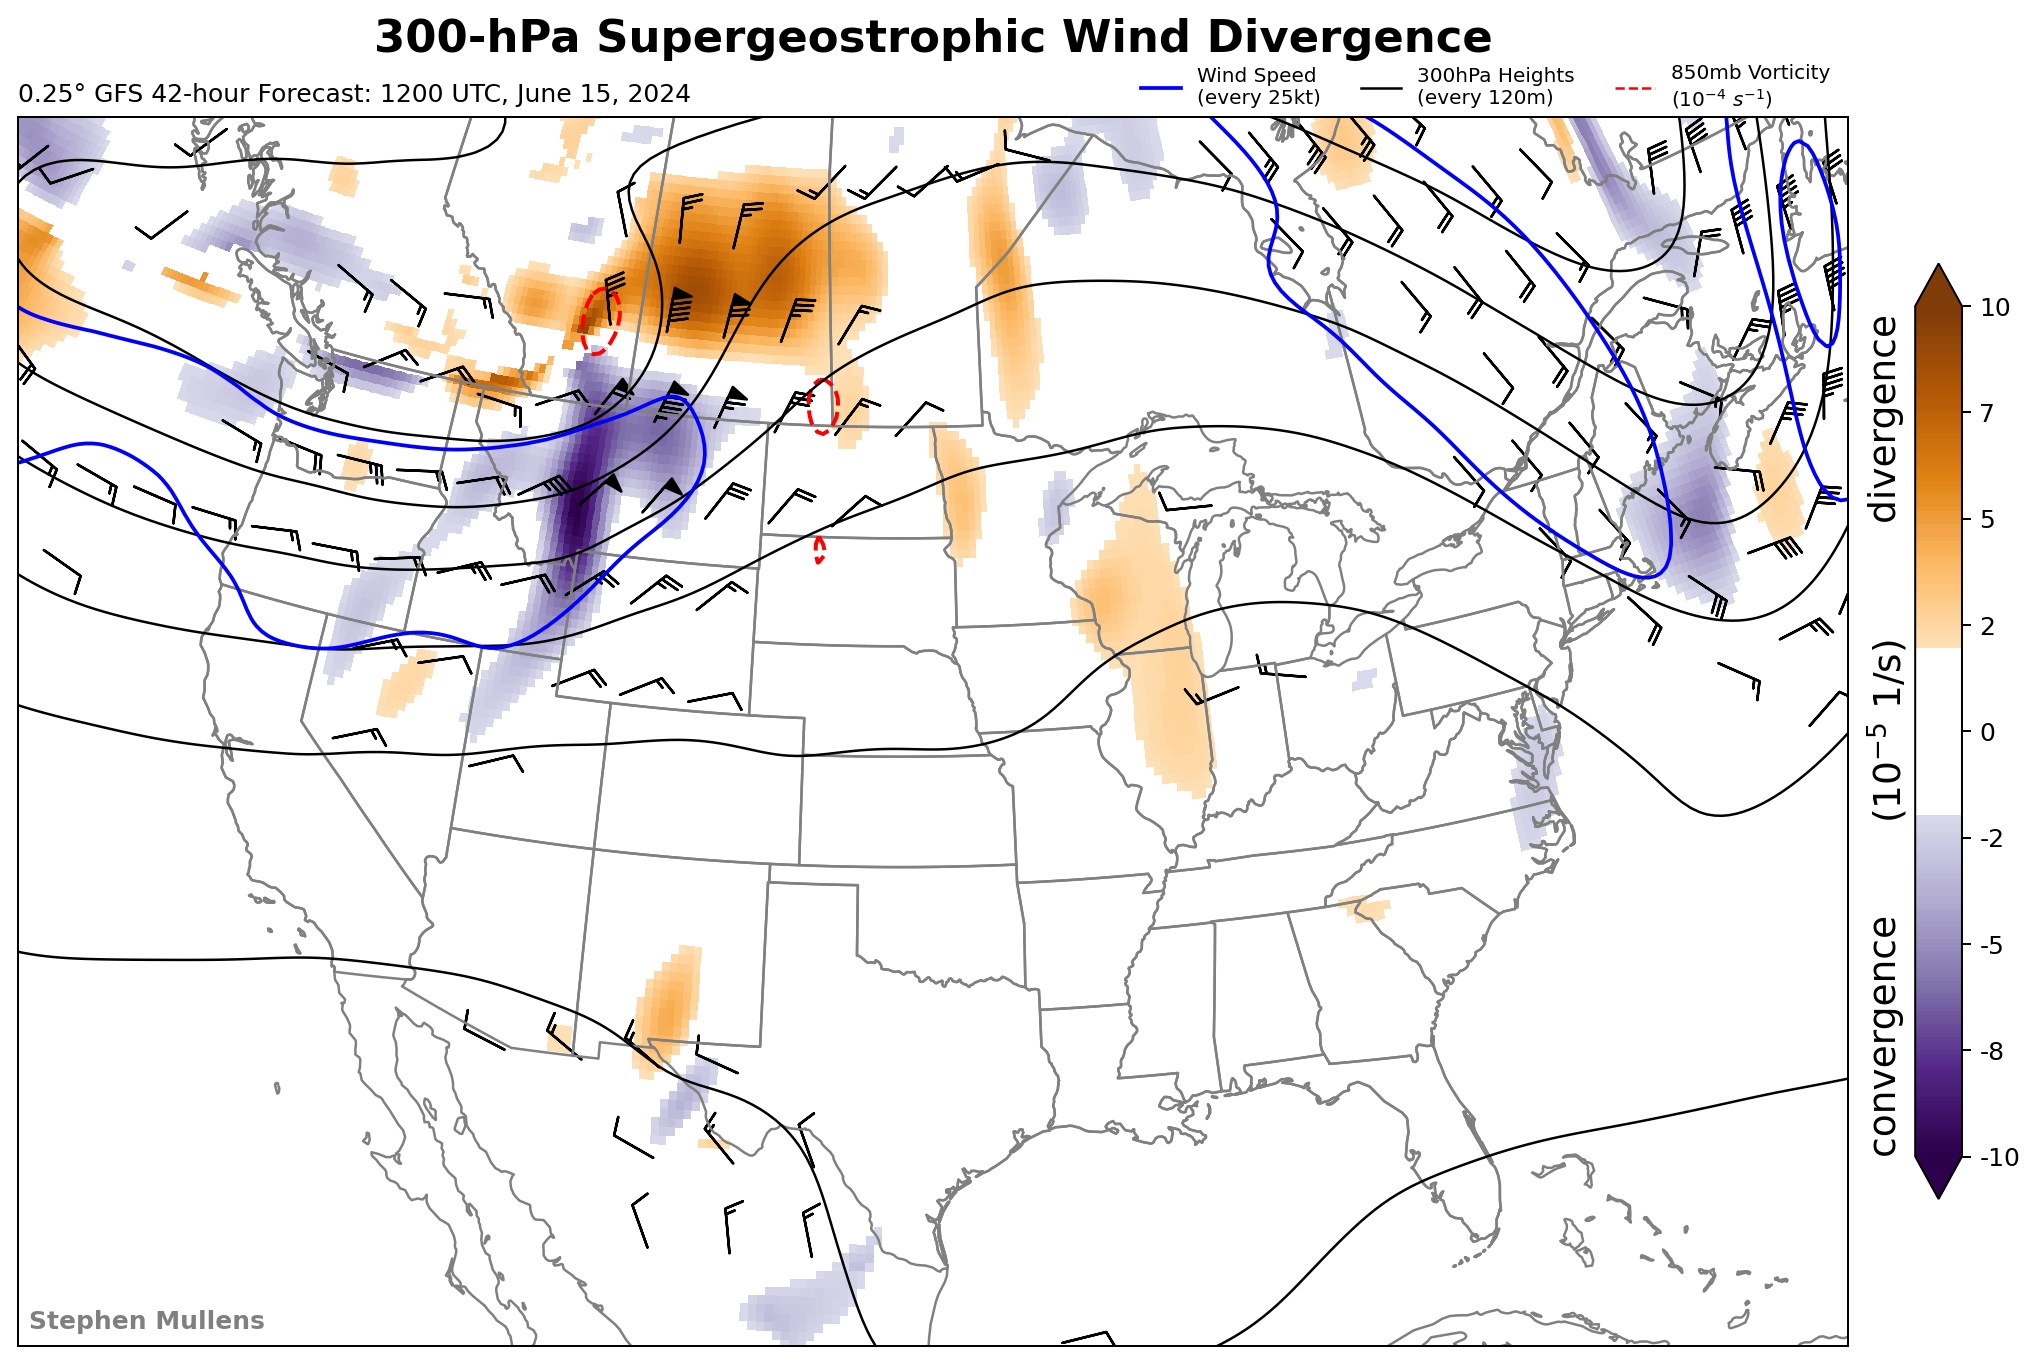 300-hPa Supergeostrophic Wind Divergence
0.25° GFS 42-hour Forecast: 1200 UTC, June 15, 2024
Wind Speed
(every 25kt)
300hPa Heights
(every 120m)
850mb Vorticity
(10⁻⁴ s⁻¹)
10
7
5
2
0
-2
-5
-8
-10
convergence (10⁻⁵ 1/s) divergence
Stephen Mullens